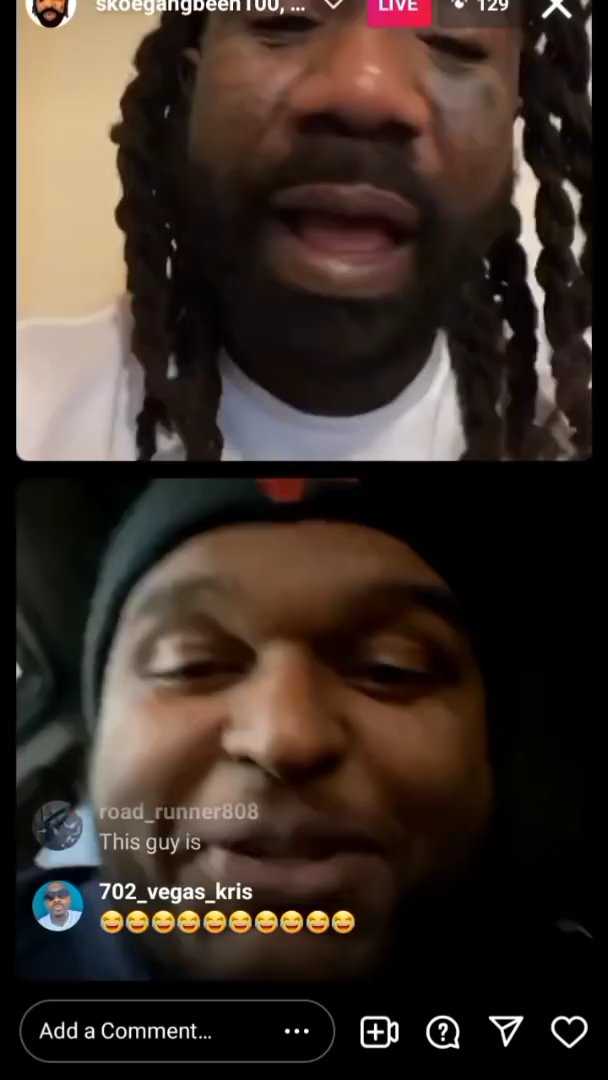 skoegangbeen100, ...
LIVE
129
road_runner808
This guy is
702_vegas_kris
😂😂😂😂😂😂😂😂😂😂
Add a Comment...